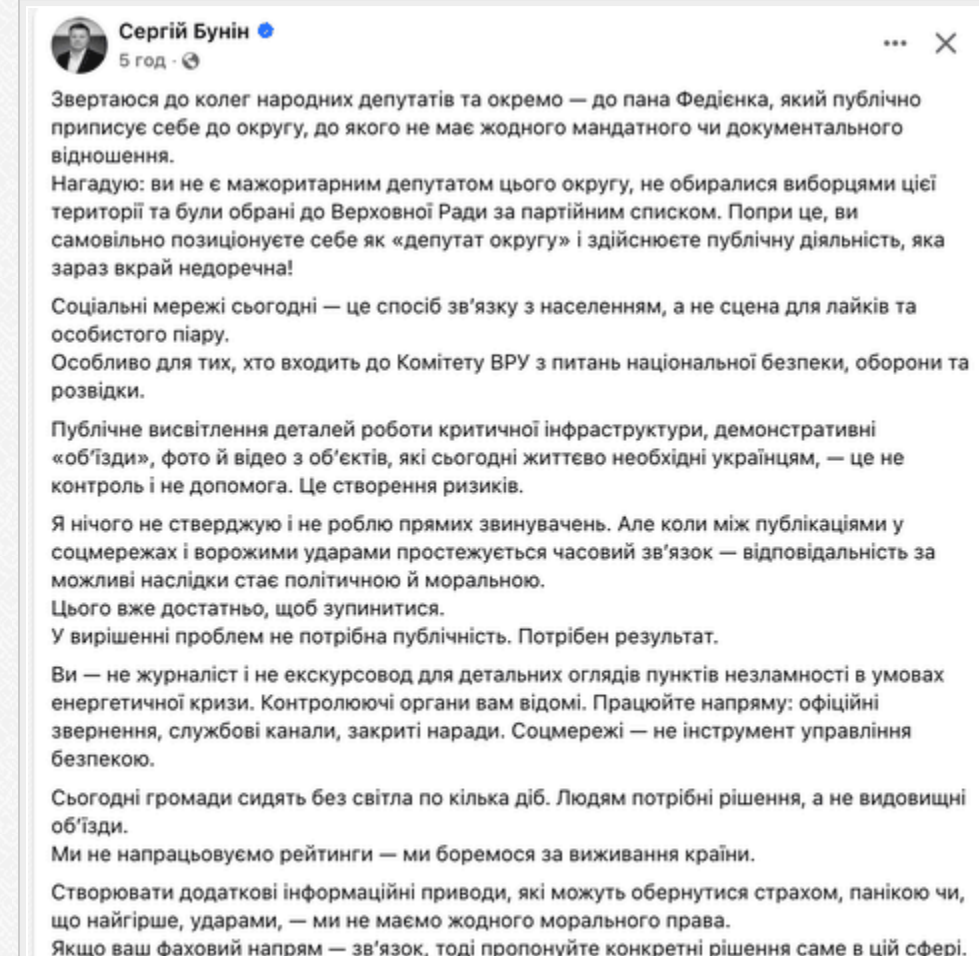 Сергій Бунін
5 год
Звертаюся до колег народних депутатів та окремо — до пана Федієнка, який публічно
приписує себе до округу, до якого не має жодного мандатного чи документального
відношення.
Нагадую: ви не є мажоритарним депутатом цього округу, не обиралися виборцями цієї
території та були обрані до Верховної Ради за партійним списком. Попри це, ви
самовільно позиціонуєте себе як «депутат округу» і здійснюєте публічну діяльність, яка
зараз вкрай недоречна!
Соціальні мережі сьогодні — це спосіб зв’язку з населенням, а не сцена для лайків та
особистого піару.
Особливо для тих, хто входить до Комітету ВРУ з питань національної безпеки, оборони та
розвідки.
Публічне висвітлення деталей роботи критичної інфраструктури, демонстративні
«об’їзди», фото й відео з об’єктів, які сьогодні життєво необхідні українцям, — це не
контроль і не допомога. Це створення ризиків.
Я нічого не стверджую і не роблю прямих звинувачень. Але коли між публікаціями у
соцмережах і ворожими ударами простежується часовий зв’язок — відповідальність за
можливі наслідки стає політичною й моральною.
Цього вже достатньо, щоб зупинитися.
У вирішенні проблем не потрібна публічність. Потрібен результат.
Ви — не журналіст і не екскурсовод для детальних оглядів пунктів незламності в умовах
енергетичної кризи. Контролюючі органи вам відомі. Працюйте напряму: офіційні
звернення, службові канали, закриті наради. Соцмережі — не інструмент управління
безпекою.
Сьогодні громади сидять без світла по кілька діб. Людям потрібні рішення, а не видовищні
об’їзди.
Ми не напрацьовуємо рейтинги — ми боремося за виживання країни.
Створювати додаткові інформаційні приводи, які можуть обернутися страхом, панікою чи,
що найгірше, ударами, — ми не маємо жодного морального права.
Якщо ваш фаховий напрям — зв’язок, тоді пропонуйте конкретні рішення саме в цій сфері.